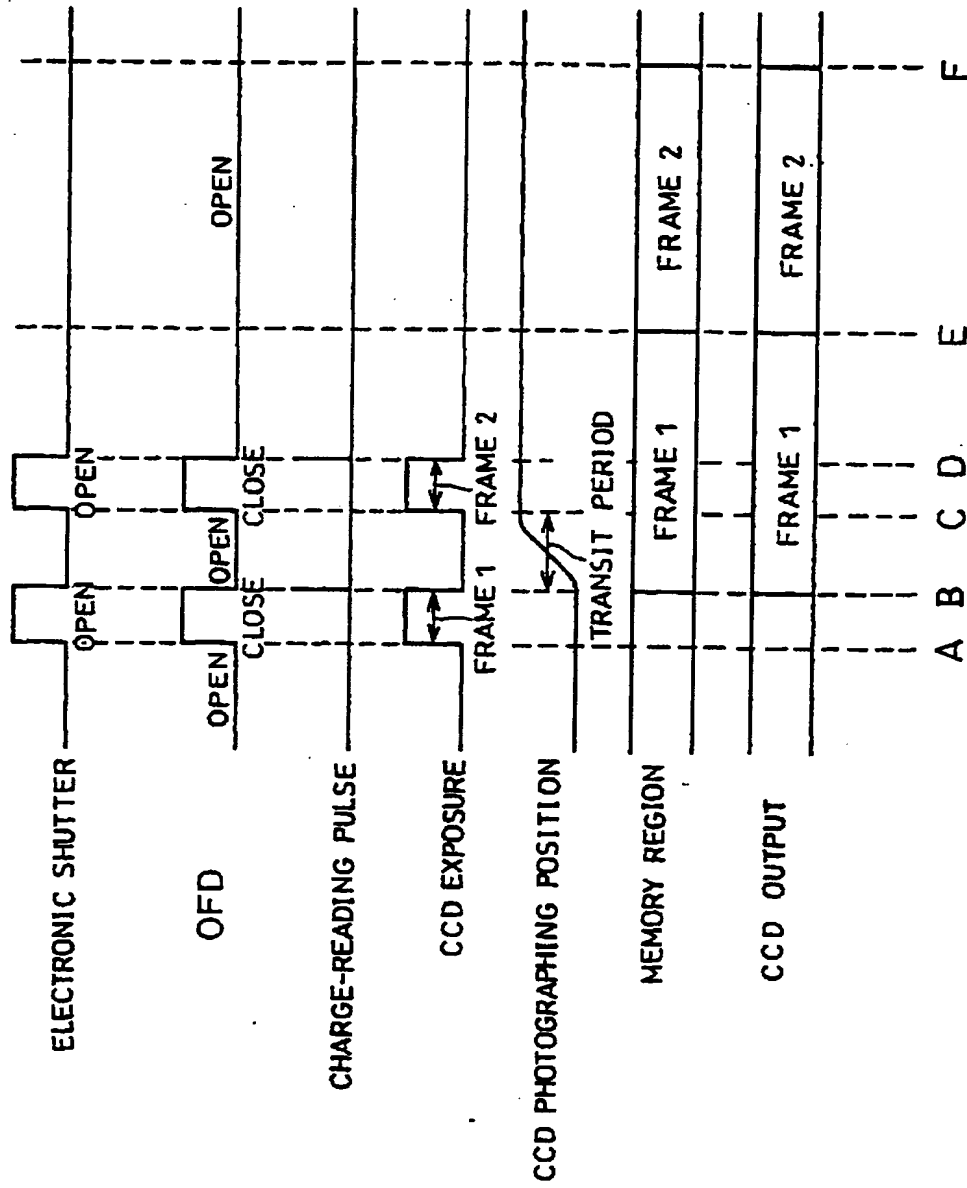 ELECTRONIC SHUTTER
OPEN
OPEN
OFD
OPEN
CLOSE
OPEN
CLOSE
OPEN
CHARGE-READING PULSE
CCD EXPOSURE
FRAME 1
FRAME 2
CCD PHOTOGRAPHING POSITION
TRANSIT PERIOD
MEMORY REGION
FRAME 1
FRAME 2
CCD OUTPUT
FRAME 1
FRAME 2
A B C D E F